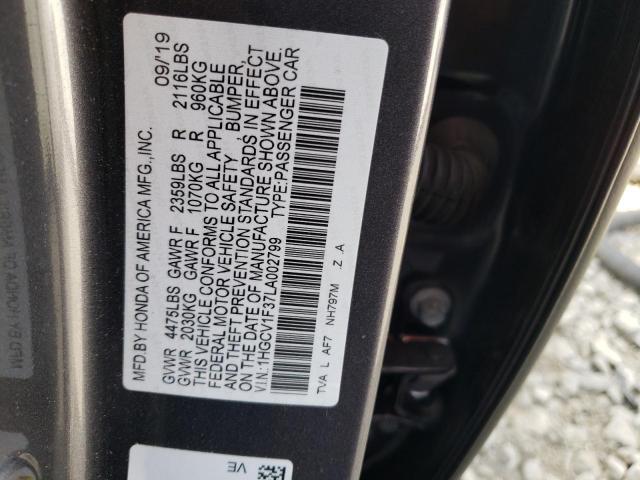 MFD.BY HONDA OF AMERICA MFG.,INC. 09/'19
GVWR 4475LBS GAWR F 2359LBS R 2116LBS
GVWR 2030KG GAWR F 1070KG R 960KG
THIS VEHICLE CONFORMS TO ALL APPLICABLE
FEDERAL MOTOR VEHICLE SAFETY , BUMPER,
AND THEFT PREVENTION STANDARDS IN EFFECT
ON THE DATE OF MANUFACTURE SHOWN ABOVE.
V.I.N.:1HGCV1F37LA002799 TYPE:PASSENGER CAR
TVA L AF7 NH797M .Z .A
VE